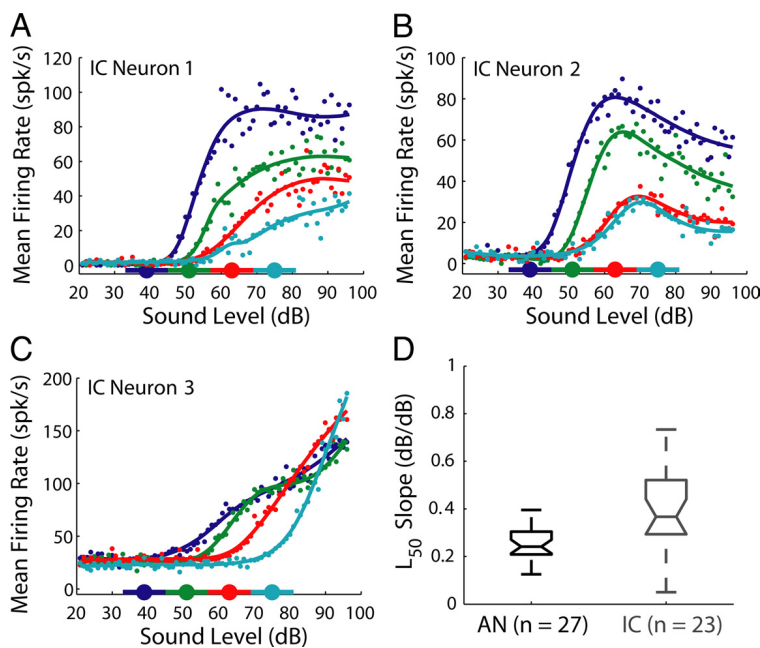 A
IC Neuron 1
Mean Firing Rate (spk/s)
120
100
80
60
40
20
0
20 30 40 50 60 70 80 90 100
Sound Level (dB)
B
IC Neuron 2
Mean Firing Rate (spk/s)
100
80
60
40
20
0
20 30 40 50 60 70 80 90 100
Sound Level (dB)
C
IC Neuron 3
Mean Firing Rate (spk/s)
200
150
100
50
0
20 30 40 50 60 70 80 90 100
Sound Level (dB)
D
L50 Slope (dB/dB)
1
0.8
0.6
0.4
0.2
0
AN (n = 27) IC (n = 23)